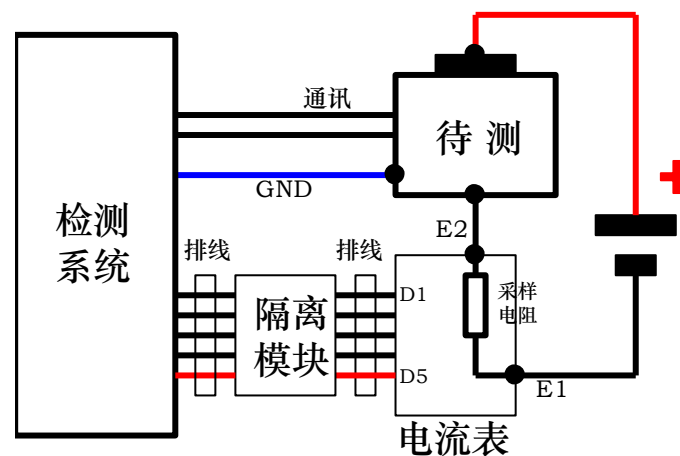 通讯
待 测
GND
检测
系统
E2
排线
排线
隔离
模块
D1
采样
电阻
D5
E1
电流表